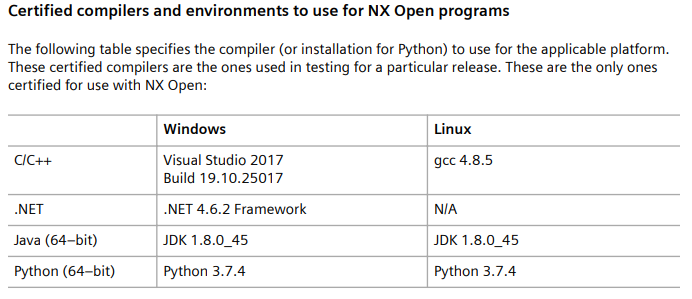 Certified compilers and environments to use for NX Open programs
The following table specifies the compiler (or installation for Python) to use for the applicable platform.
These certified compilers are the ones used in testing for a particular release. These are the only ones
certified for use with NX Open:
Windows Linux
C/C++ Visual Studio 2017 gcc 4.8.5
Build 19.10.25017
.NET .NET 4.6.2 Framework N/A
Java (64–bit) JDK 1.8.0_45 JDK 1.8.0_45
Python (64–bit) Python 3.7.4 Python 3.7.4